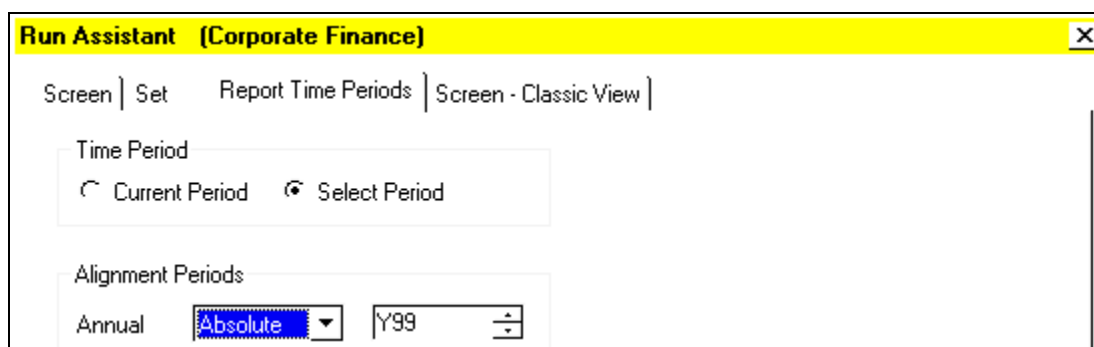 Run Assistant (Corporate Finance)
Screen Set Report Time Periods Screen - Classic View
Time Period
Current Period Select Period
Alignment Periods
Annual Absolute Y99